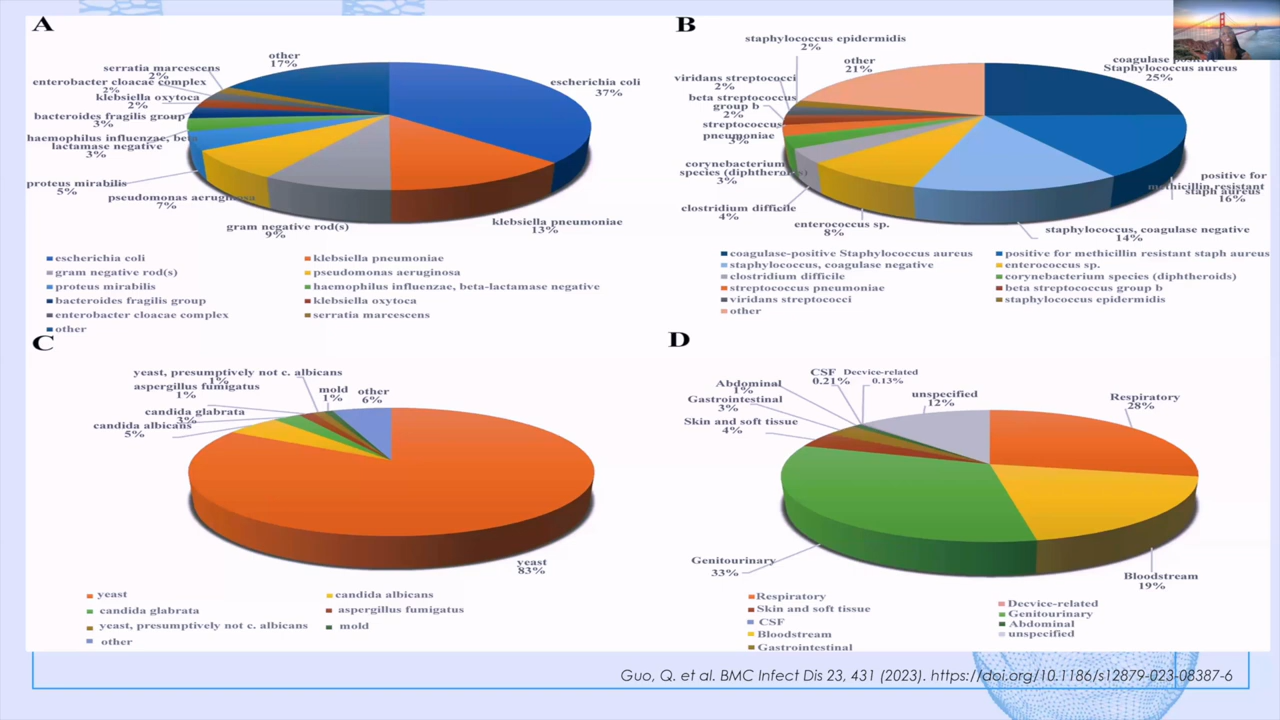 A
other
17%
serratia marcescens
2%
enterobacter cloacae complex
2%
klebsiella oxytoca
2%
bacteroides fragilis group
3%
haemophilus influenzae, beta
lactamase negative
3%
proteus mirabilis
5%
pseudomonas aeruginosa
7%
gram negative rod(s)
9%
klebsiella pneumoniae
13%
escherichia coli
37%
escherichia coli
klebsiella pneumoniae
gram negative rod(s)
pseudomonas aeruginosa
proteus mirabilis
haemophilus influenzae, beta-lactamase negative
bacteroides fragilis group
klebsiella oxytoca
enterobacter cloacae complex
serratia marcescens
other
B
staphylococcus epidermidis
2%
other
21%
viridans streptococci
2%
beta streptococcus
group b
2%
streptococcus
pneumoniae
3%
corynebacterium
species (diphtheroids)
3%
clostridium difficile
4%
enterococcus sp.
8%
staphylococcus, coagulase negative
14%
positive for
methicillin resistant
staph aureus
16%
coagulase positive
Staphylococcus aureus
25%
coagulase-positive Staphylococcus aureus
positive for methicillin resistant staph aureus
staphylococcus, coagulase negative
enterococcus sp.
clostridium difficile
corynebacterium species (diphtheroids)
streptococcus pneumoniae
beta streptococcus group b
viridans streptococci
staphylococcus epidermidis
other
C
yeast, presumptively not c. albicans
1%
aspergillus fumigatus
1%
mold
1%
other
6%
candida glabrata
3%
candida albicans
5%
yeast
83%
yeast
candida albicans
candida glabrata
aspergillus fumigatus
yeast, presumptively not c. albicans
mold
other
D
CSF
0.21%
Decvice-related
0.13%
Abdominal
1%
Gastrointestinal
3%
Skin and soft tissue
4%
unspecified
12%
Respiratory
28%
Genitourinary
33%
Bloodstream
19%
Respiratory
Decvice-related
Skin and soft tissue
Genitourinary
CSF
Abdominal
Bloodstream
unspecified
Gastrointestinal
Guo, Q. et al. BMC Infect Dis 23, 431 (2023). https://doi.org/10.1186/s12879-023-08387-6